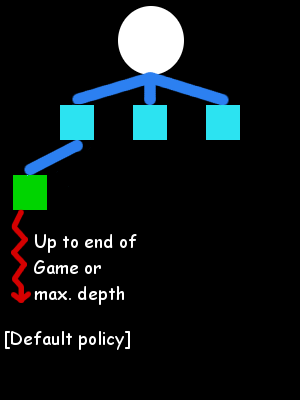 Up to end of
Game or
max. depth
[Default policy]